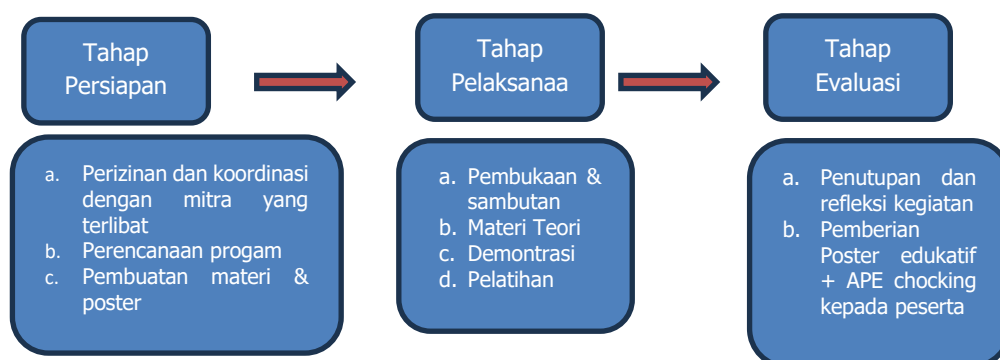 Tahap
Persiapan
Tahap
Pelaksanaa
Tahap
Evaluasi
a. Perizinan dan koordinasi
dengan mitra yang
terlibat
b. Perencanaan progam
c. Pembuatan materi &
poster
a. Pembukaan &
sambutan
b. Materi Teori
c. Demontrasi
d. Pelatihan
a. Penutupan dan
refleksi kegiatan
b. Pemberian
Poster edukatif
+ APE chocking
kepada peserta